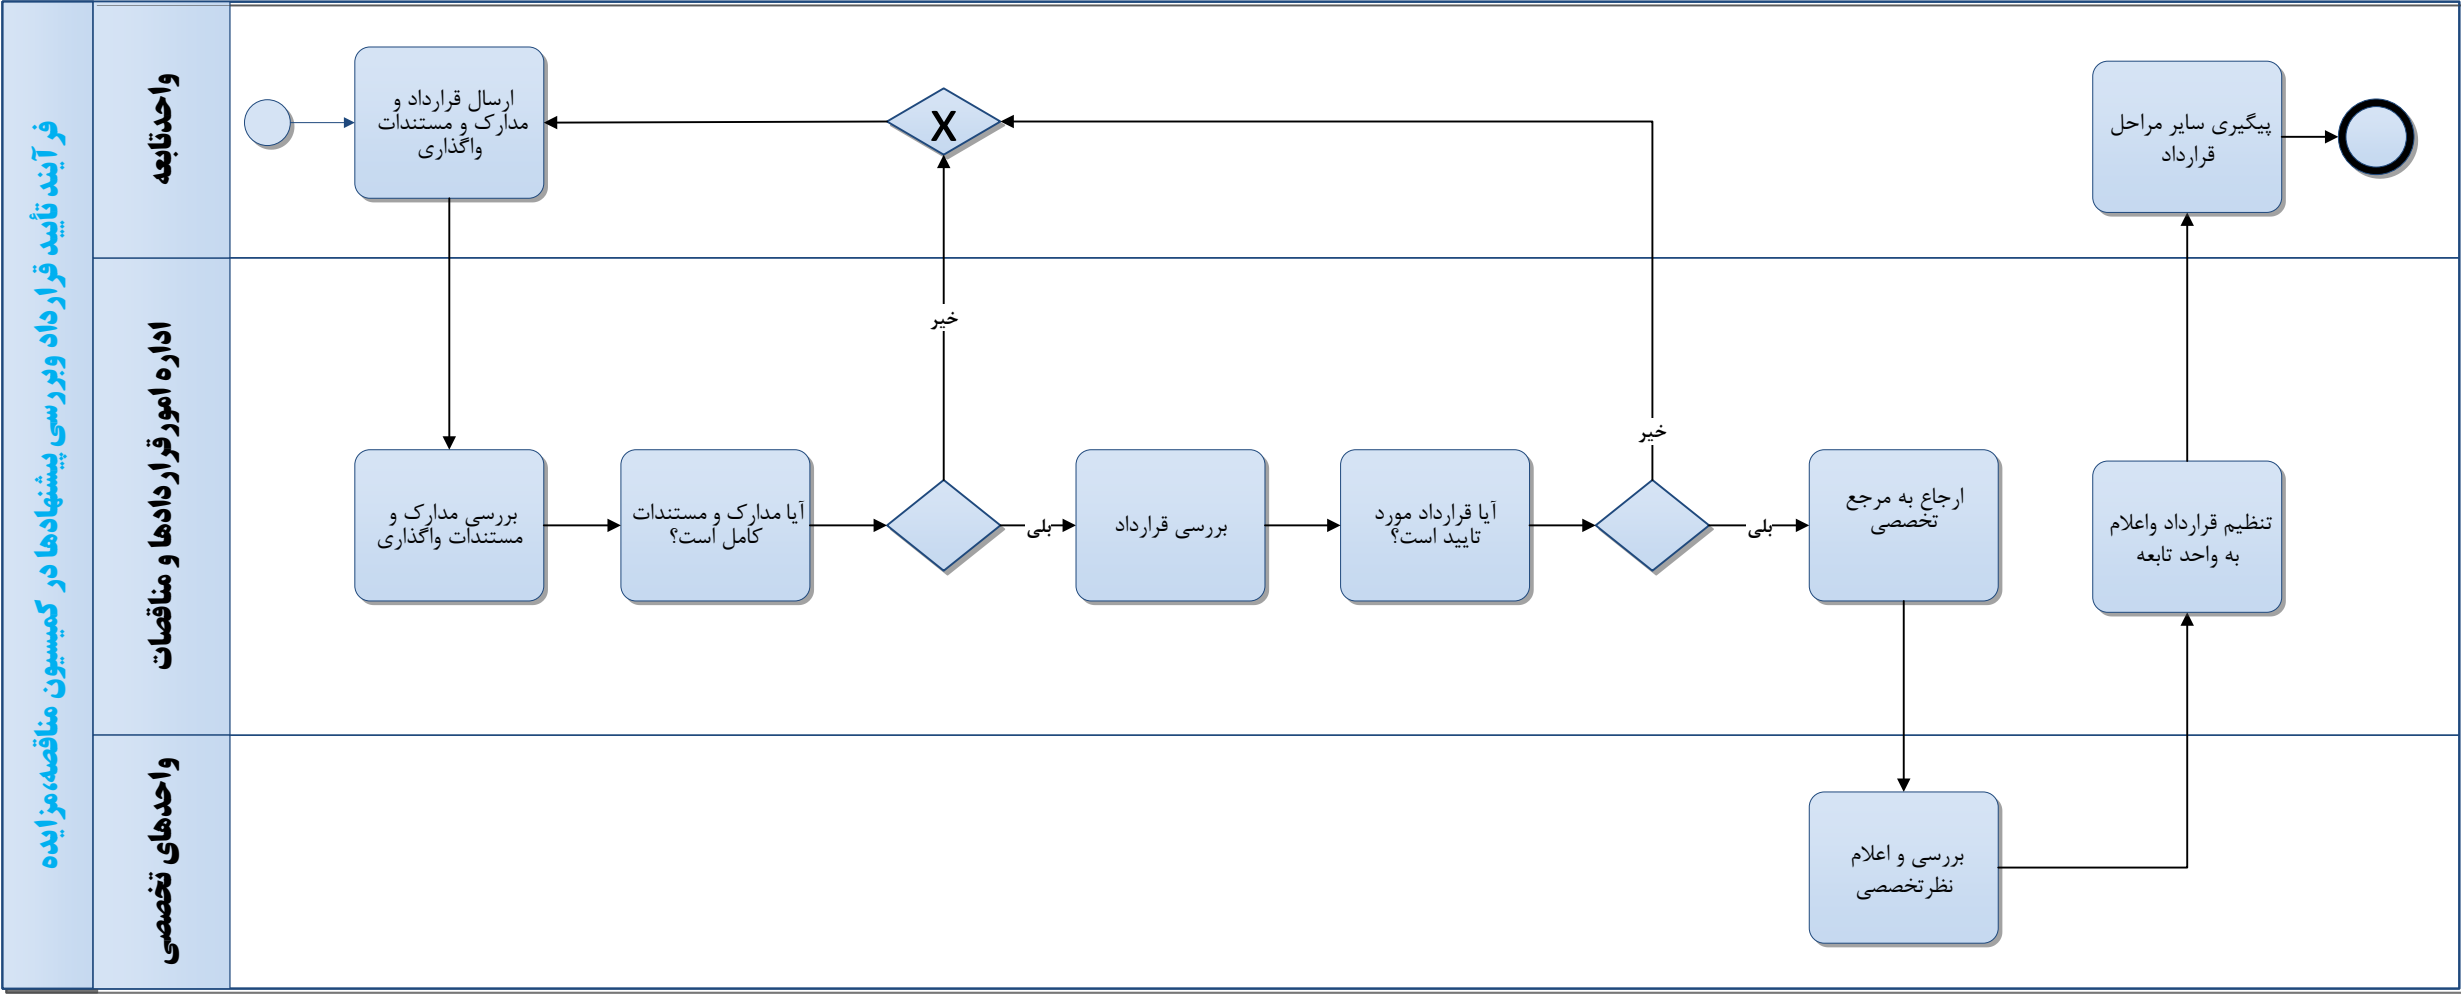 فرآیند تأیید قرارداد وبررسی پیشنهادها در کمیسیون مناقصه،مزایده
واحدتابعه
ارسال قرارداد و
مدارک و مستندات
واگذاری
X
پیگیری سایر مراحل
قرارداد
اداره امورقراردادها و مناقصات
بررسی مدارک و
مستندات واگذاری
آیا مدارک و مستندات
کامل است؟
خیر
بلی
بررسی قرارداد
آیا قرارداد مورد
تایید است؟
خیر
بلی
ارجاع به مرجع
تخصصی
تنظیم قرارداد واعلام
به واحد تابعه
واحدهای تخصصی
بررسی و اعلام
نظرتخصصی